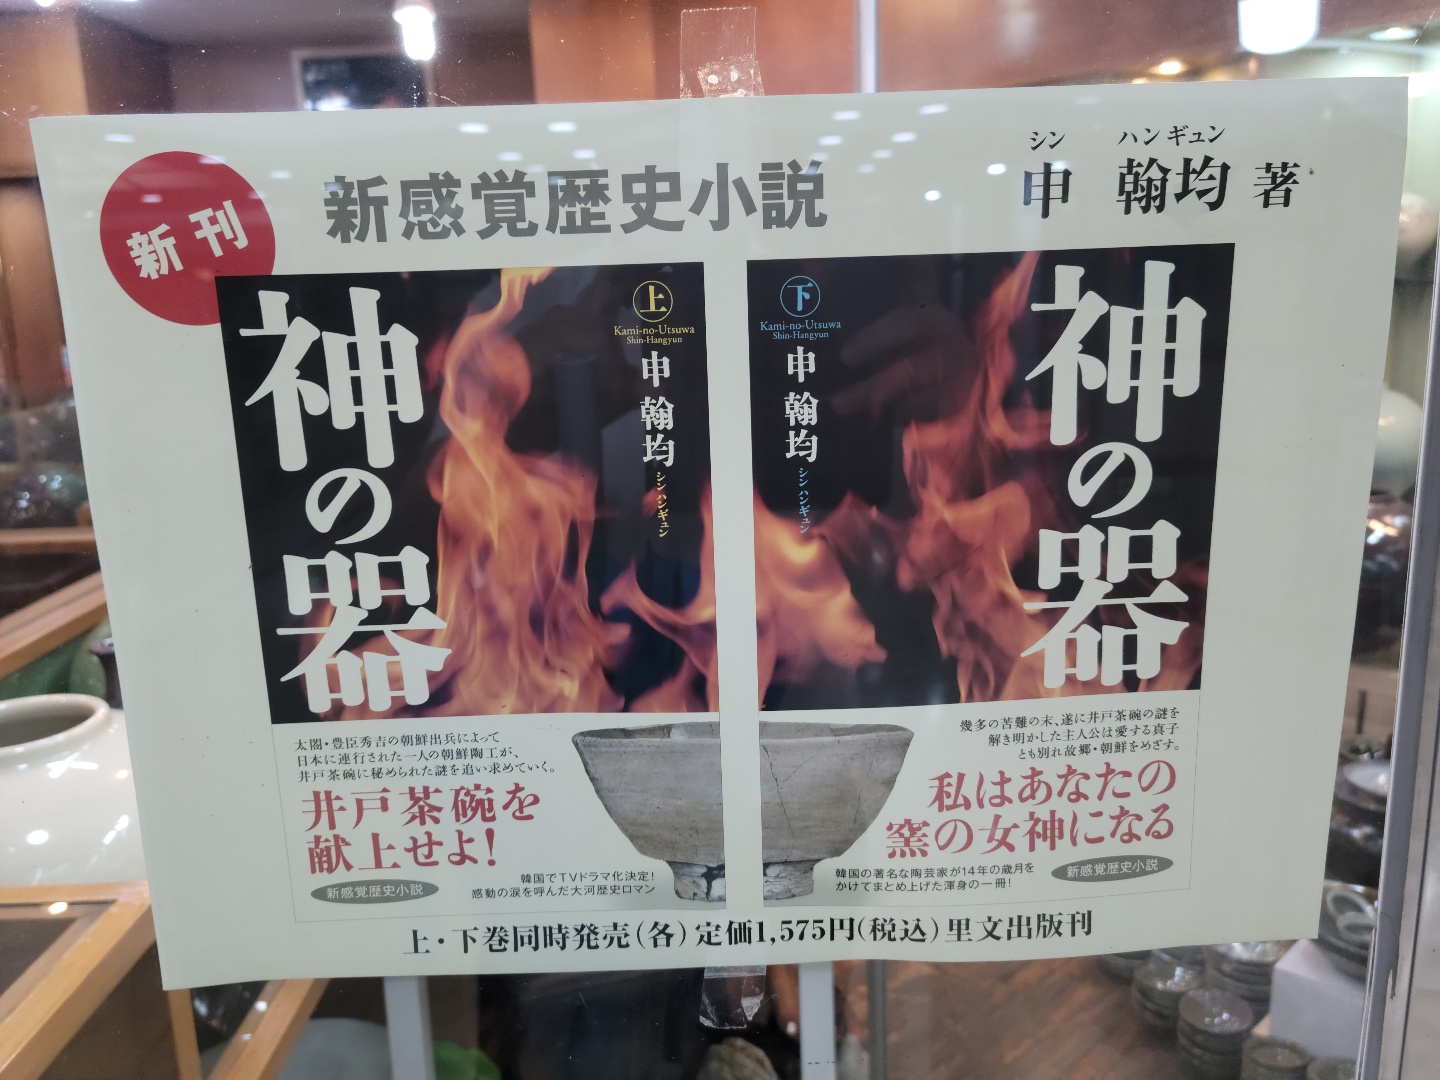 新刊
新感覚歴史小説
シン ハンギュン
申 翰均 著
神の器
上
Kami-no-Utsuwa
Shin-Hangyun
申 翰均
シン ハンギュン
太閤・豊臣秀吉の朝鮮出兵によって
日本に連行された一人の朝鮮陶工が、
井戸茶碗に秘められた謎を追い求めていく。
井戸茶碗を
献上せよ!
新感覚歴史小説
韓国でTVドラマ化決定!
感動の涙を呼んだ大河歴史ロマン
下
Kami-no-Utsuwa
Shin-Hangyun
申 翰均
シン ハンギュン
神の器
幾多の苦難の末、遂に井戸茶碗の謎を
解き明かした主人公は愛する真子
とも別れ故郷・朝鮮をめざす。
私はあなたの
窯の女神になる
韓国の著名な陶芸家が14年の歳月を
かけてまとめ上げた渾身の一冊!
新感覚歴史小説
上・下巻同時発売(各)定価1,575円(税込)里文出版刊